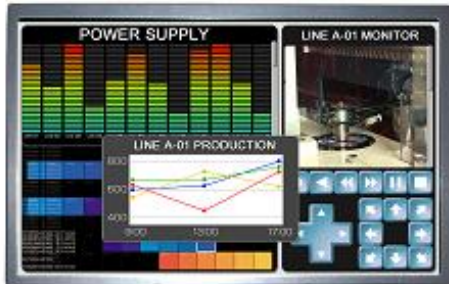 POWER SUPPLY
LINE A-01 MONITOR
LINE A-01 PRODUCTION
800
600
400
9:00
13:00
17:00